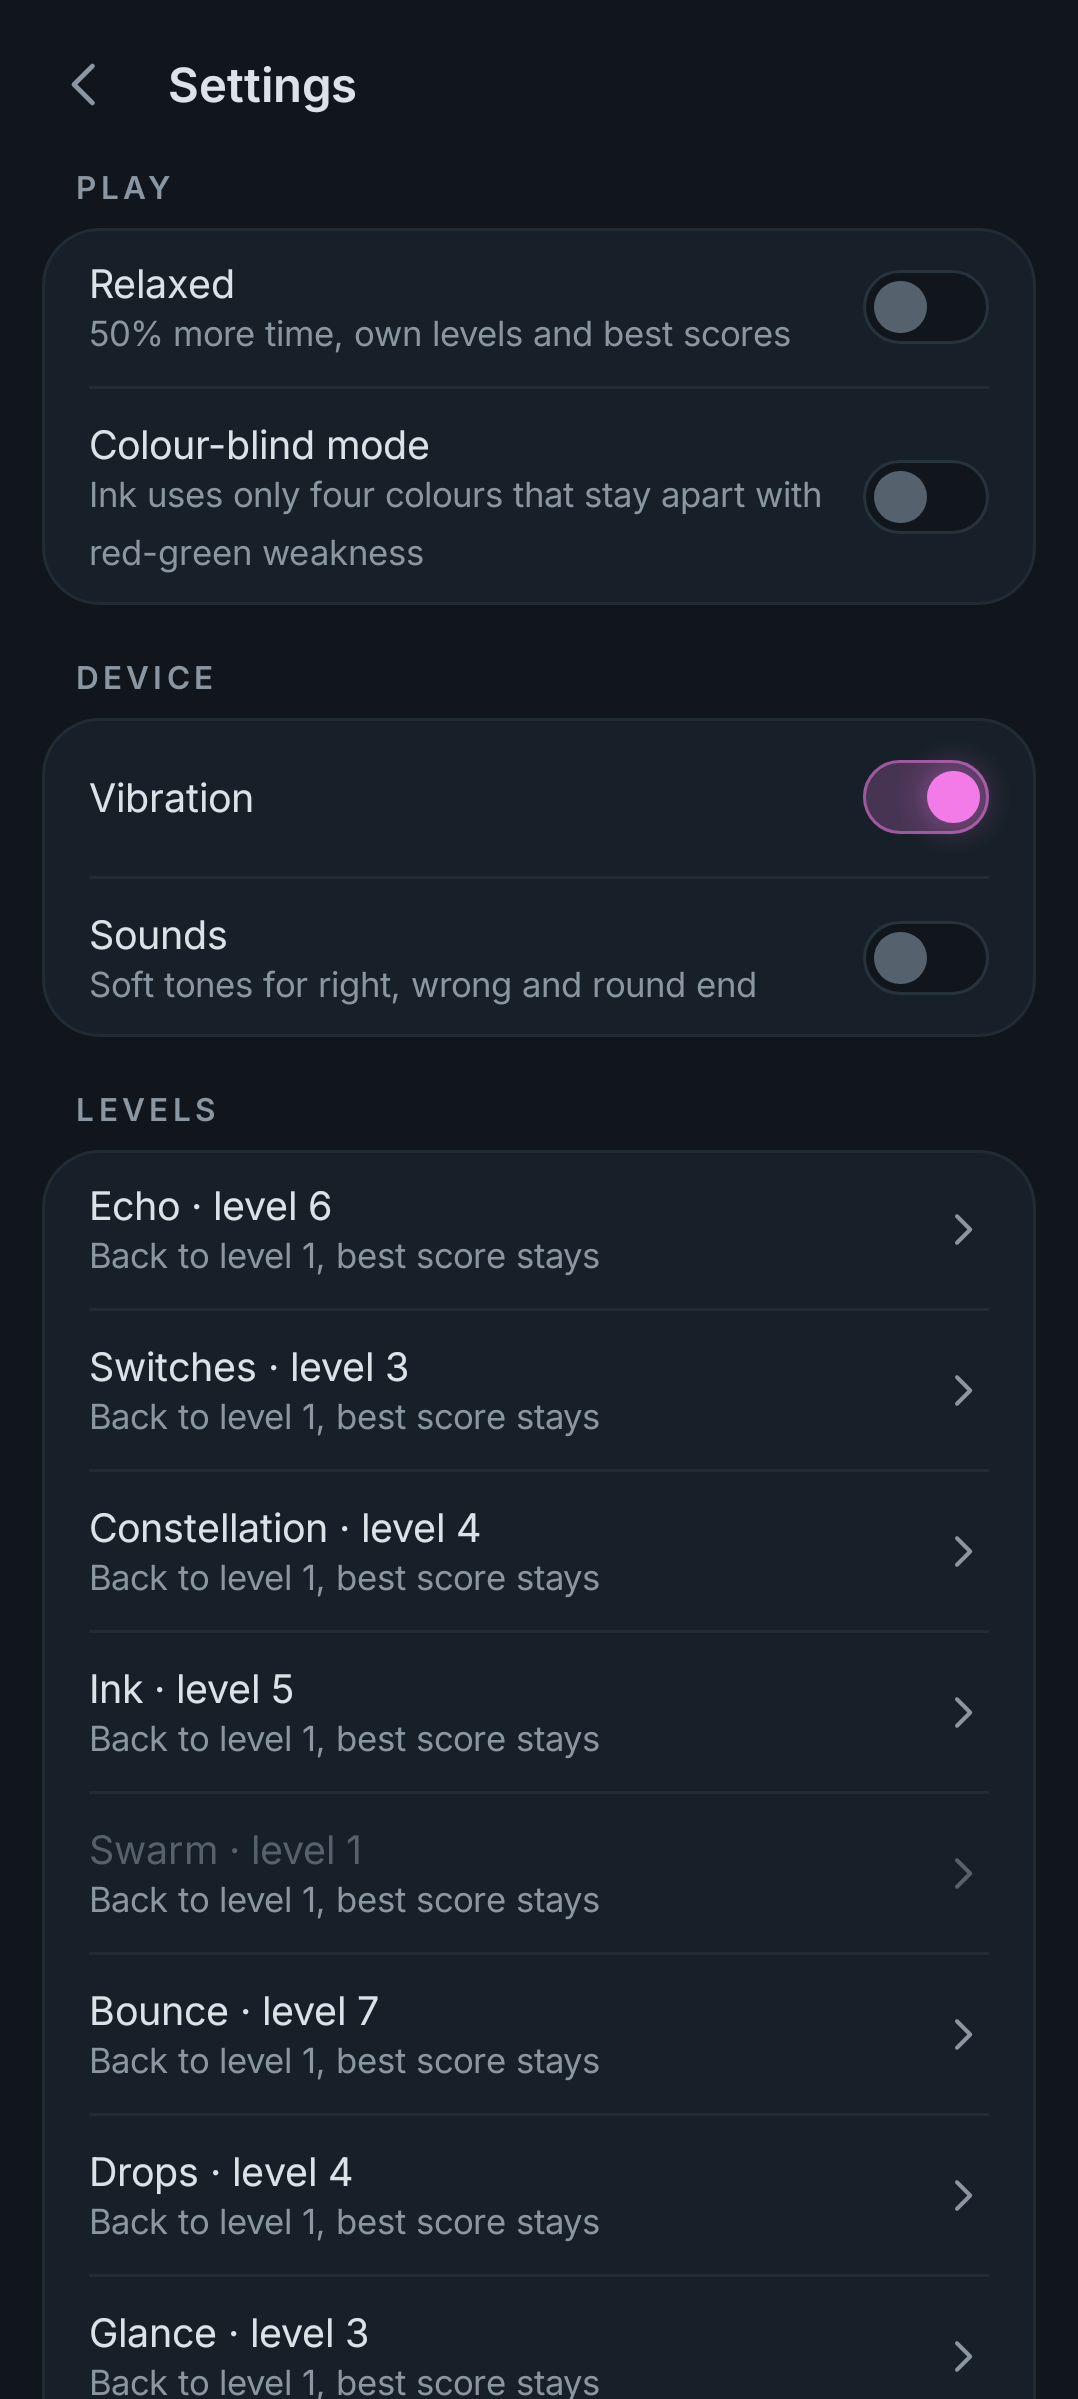 Settings
PLAY
Relaxed
50% more time, own levels and best scores
Colour-blind mode
Ink uses only four colours that stay apart with
red-green weakness
DEVICE
Vibration
Sounds
Soft tones for right, wrong and round end
LEVELS
Echo · level 6
Back to level 1, best score stays
Switches · level 3
Back to level 1, best score stays
Constellation · level 4
Back to level 1, best score stays
Ink · level 5
Back to level 1, best score stays
Swarm · level 1
Back to level 1, best score stays
Bounce · level 7
Back to level 1, best score stays
Drops · level 4
Back to level 1, best score stays
Glance · level 3
Back to level 1, best score stays